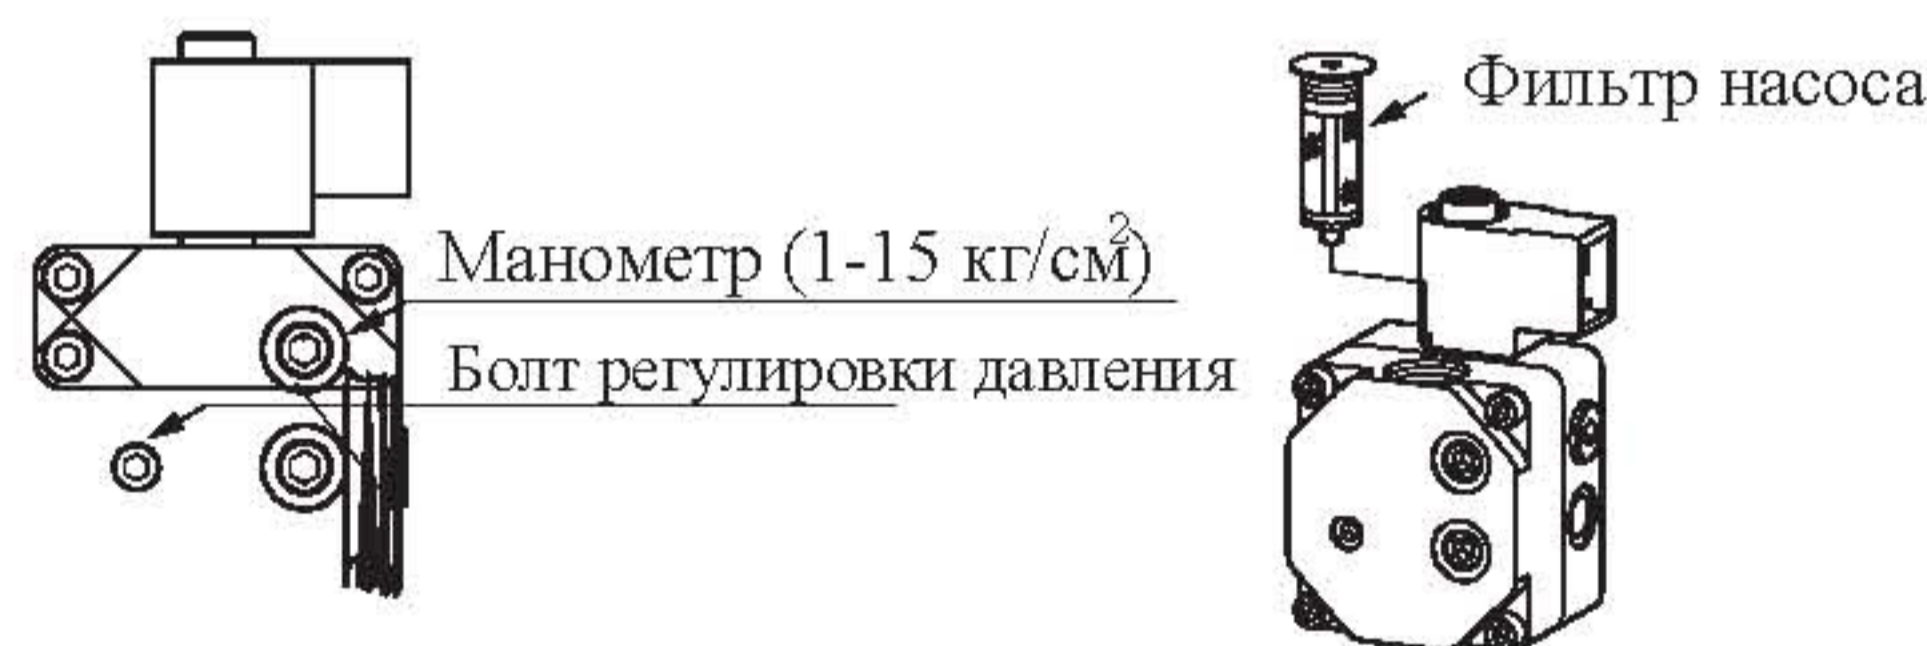 Фильтр насоса
Манометр (1-15 кг/см²)
Болт регулировки давления